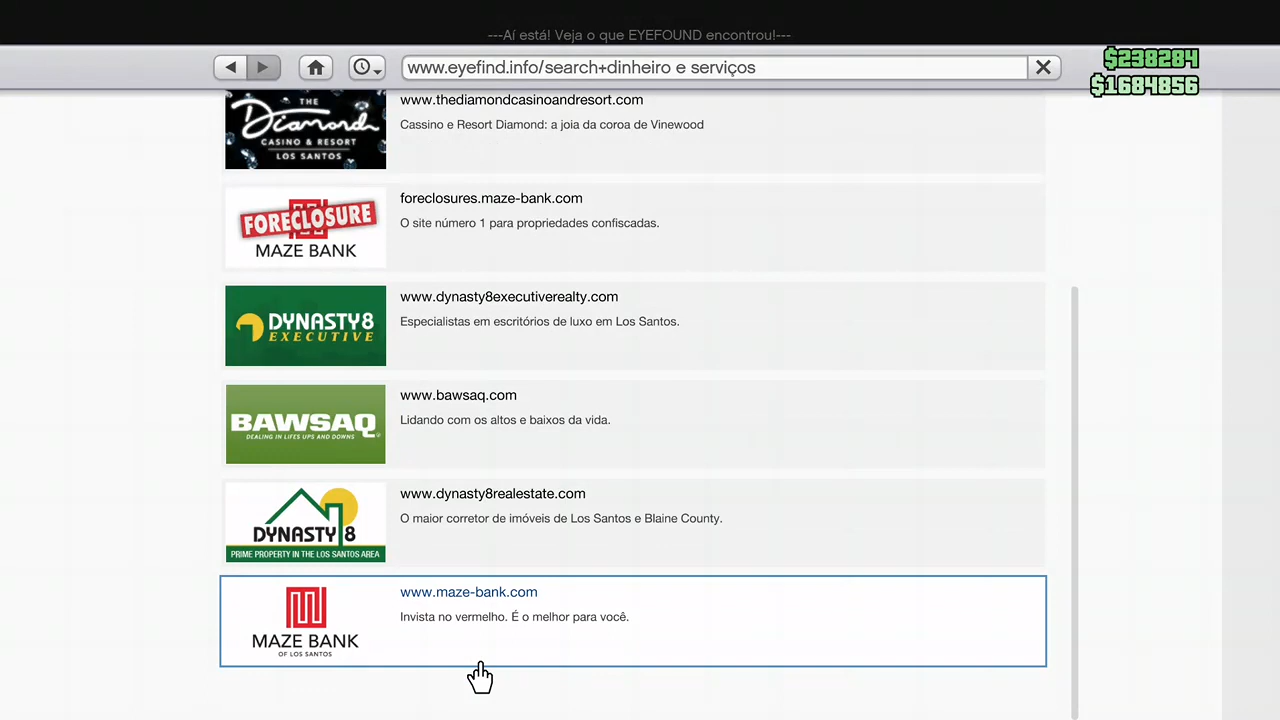 ---Aí está! Veja o que EYEFOUND encontrou!---
www.eyefind.info/search+dinheiro e serviços
$238284
$1684856
THE
Diamond
CASINO & RESORT
LOS SANTOS
www.thediamondcasinoandresort.com
Cassino e Resort Diamond: a joia da coroa de Vinewood
FORECLOSURE
MAZE BANK
foreclosures.maze-bank.com
O site número 1 para propriedades confiscadas.
DYNASTY8
EXECUTIVE
www.dynasty8executiverealty.com
Especialistas em escritórios de luxo em Los Santos.
BAWSAQ
DEALING IN LIFES UPS AND DOWNS
www.bawsaq.com
Lidando com os altos e baixos da vida.
DYNASTY 8
PRIME PROPERTY IN THE LOS SANTOS AREA
www.dynasty8realestate.com
O maior corretor de imóveis de Los Santos e Blaine County.
MAZE BANK
OF LOS SANTOS
www.maze-bank.com
Invista no vermelho. É o melhor para você.